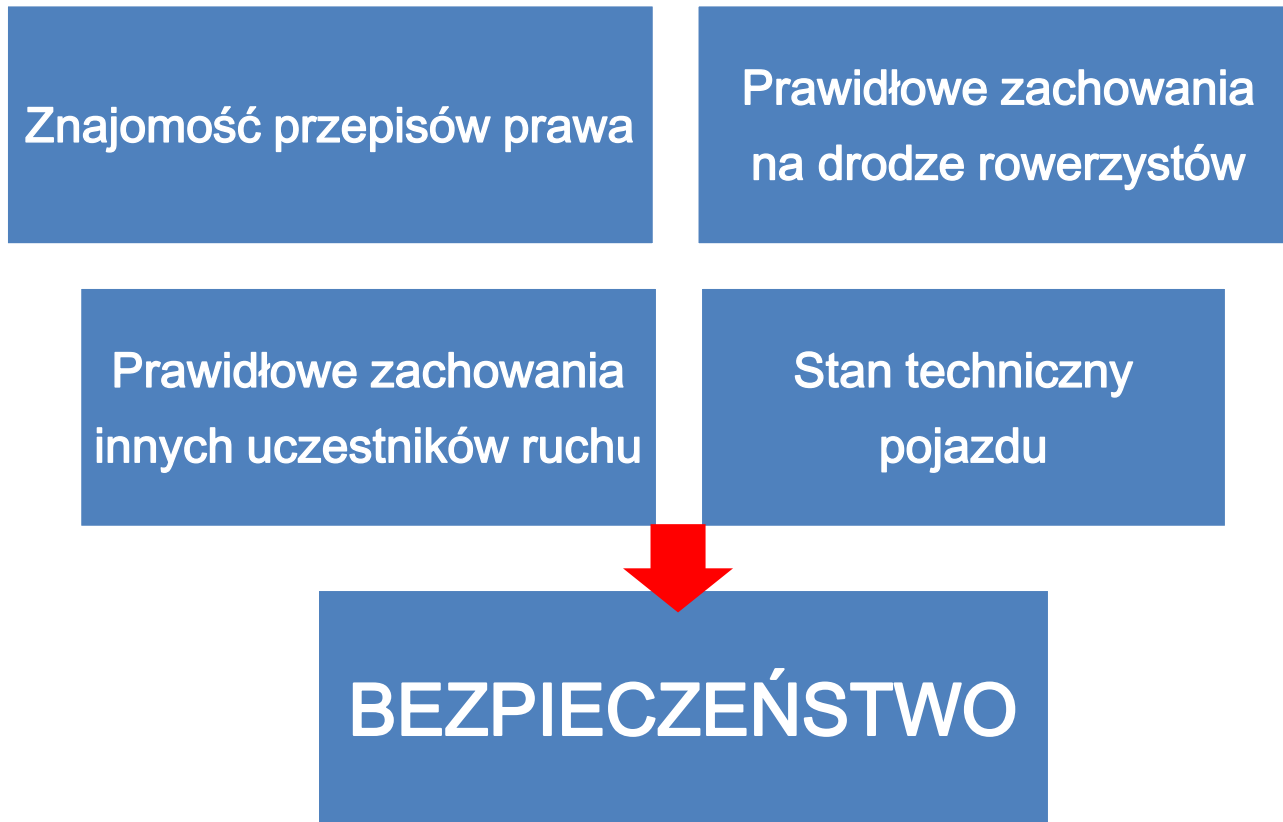 Znajomość przepisów prawa
Prawidłowe zachowania
na drodze rowerzystów
Prawidłowe zachowania
innych uczestników ruchu
Stan techniczny
pojazdu
BEZPIECZEŃSTWO